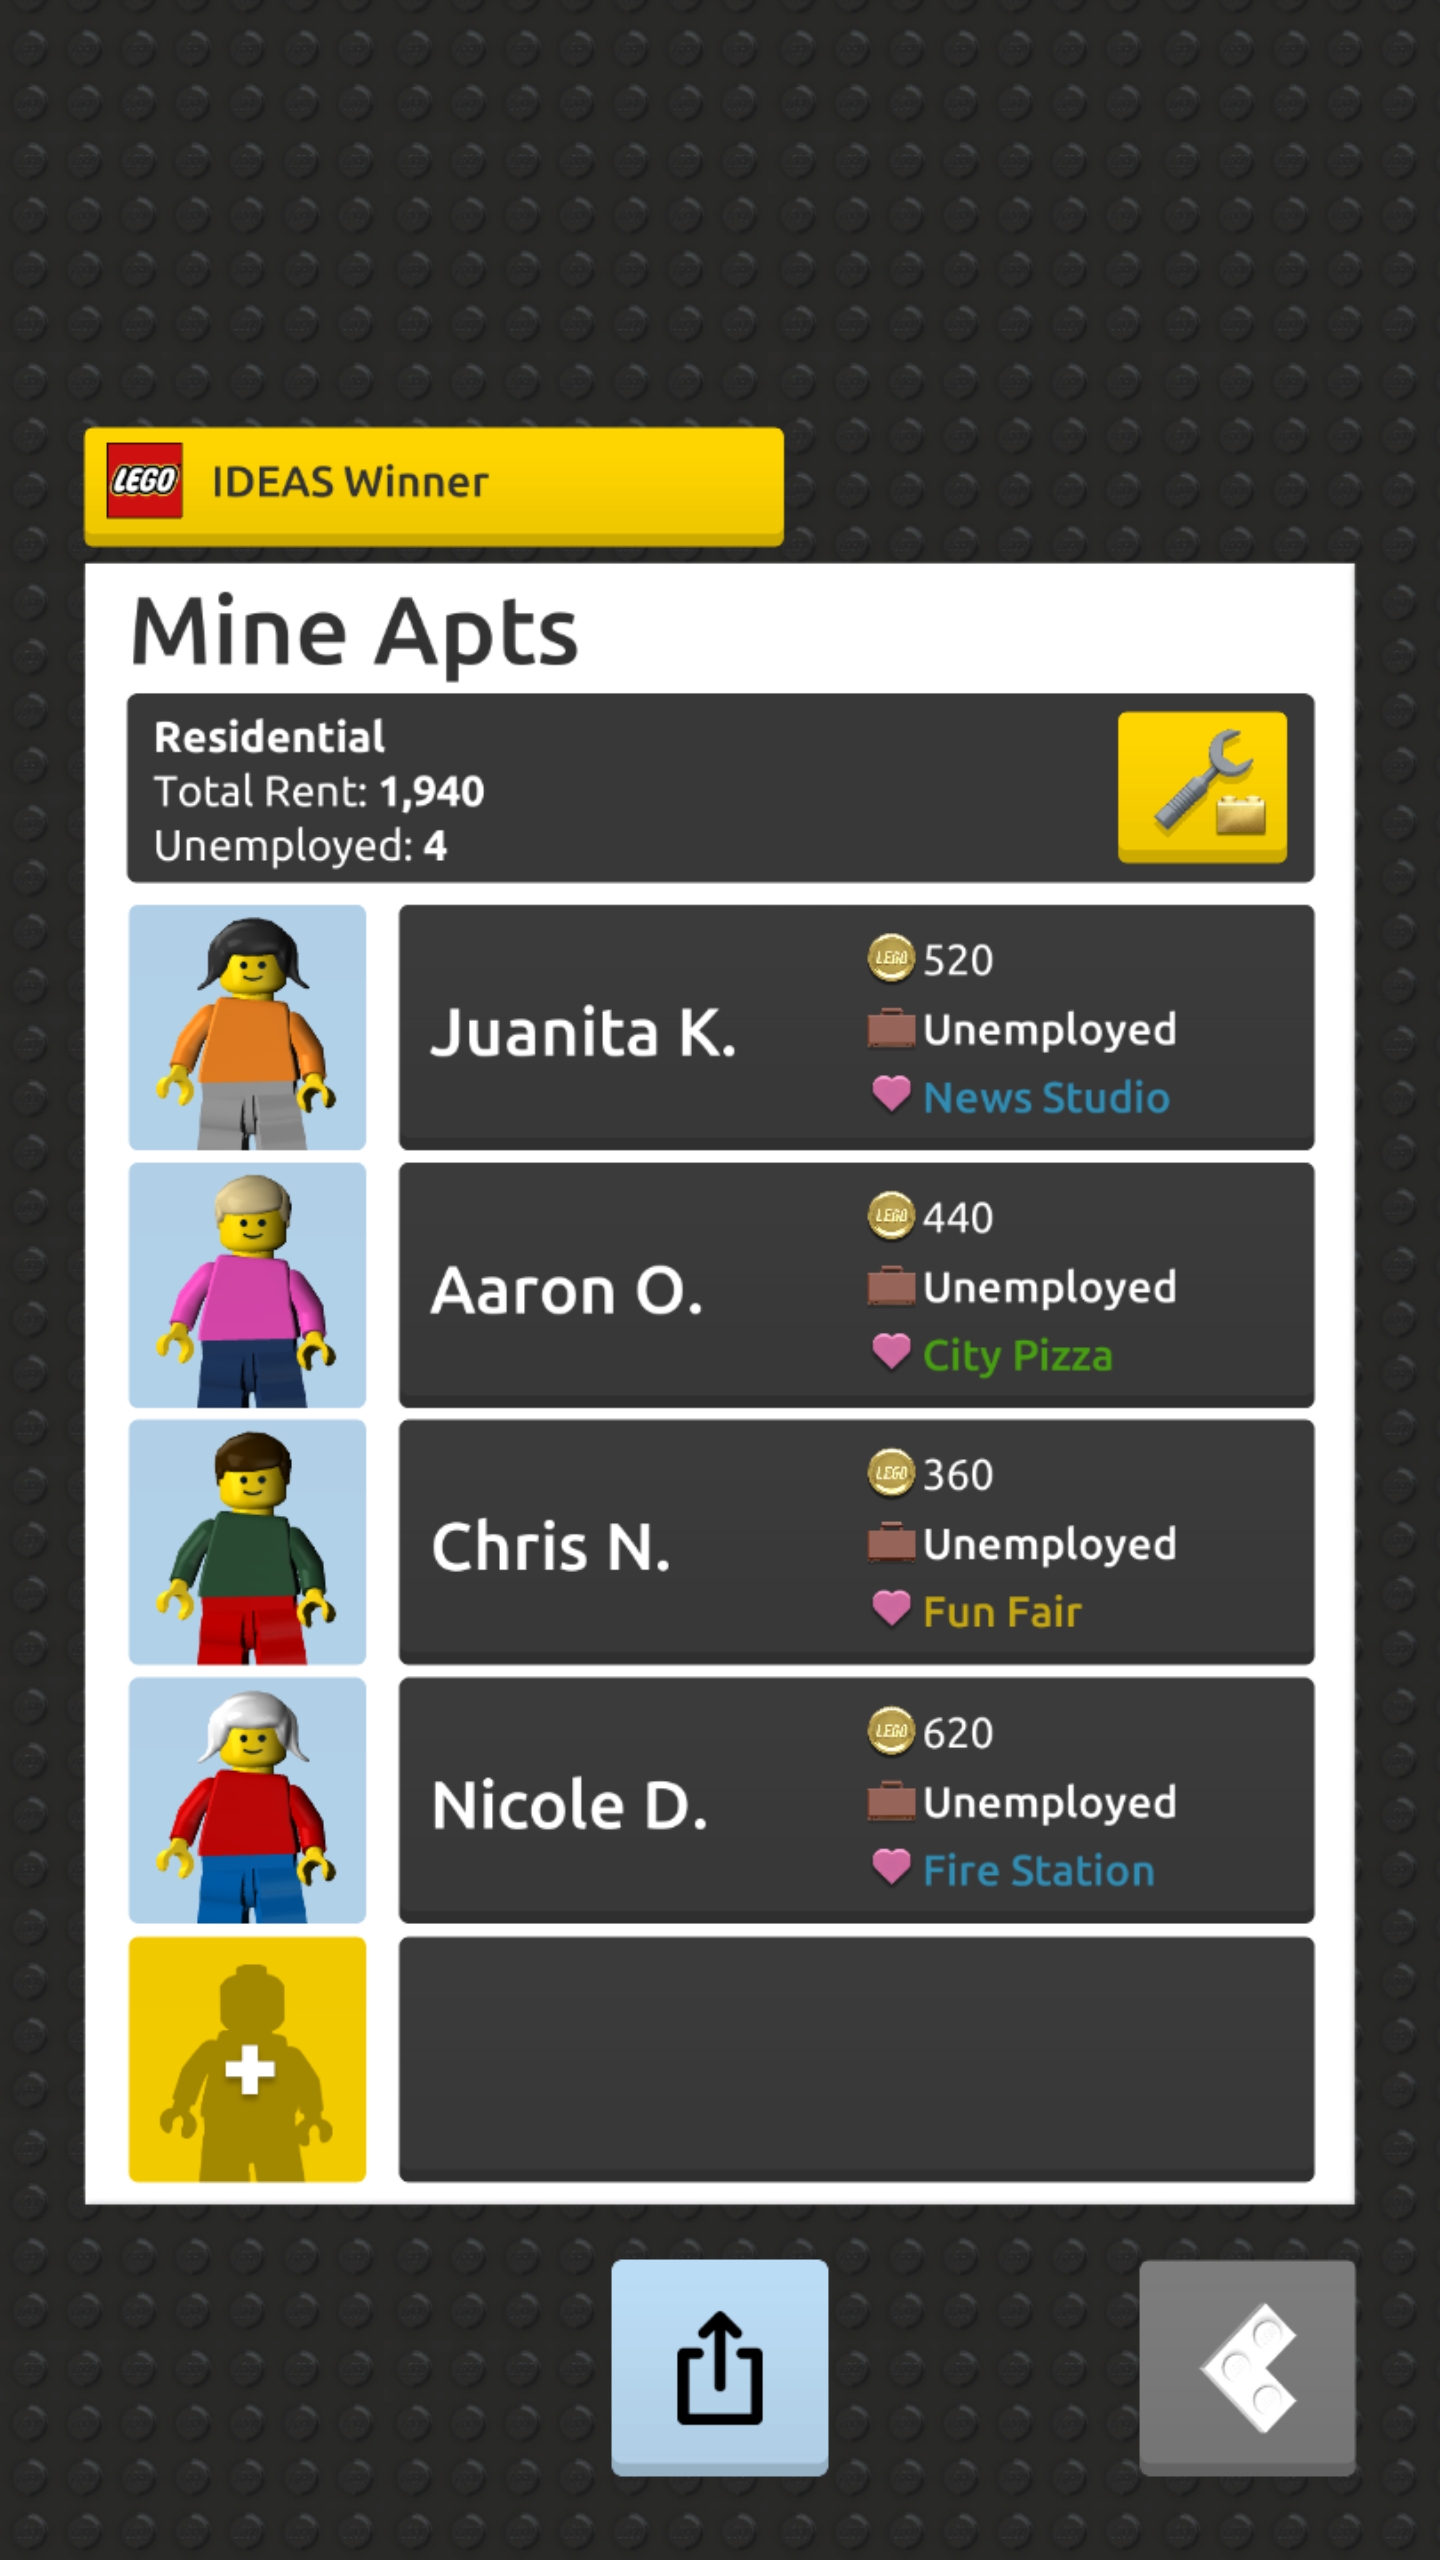 LEGO IDEAS Winner
Mine Apts
Residential
Total Rent: 1,940
Unemployed: 4
LEGO 520
Juanita K.
Unemployed
News Studio
LEGO 440
Aaron O.
Unemployed
City Pizza
LEGO 360
Chris N.
Unemployed
Fun Fair
LEGO 620
Nicole D.
Unemployed
Fire Station